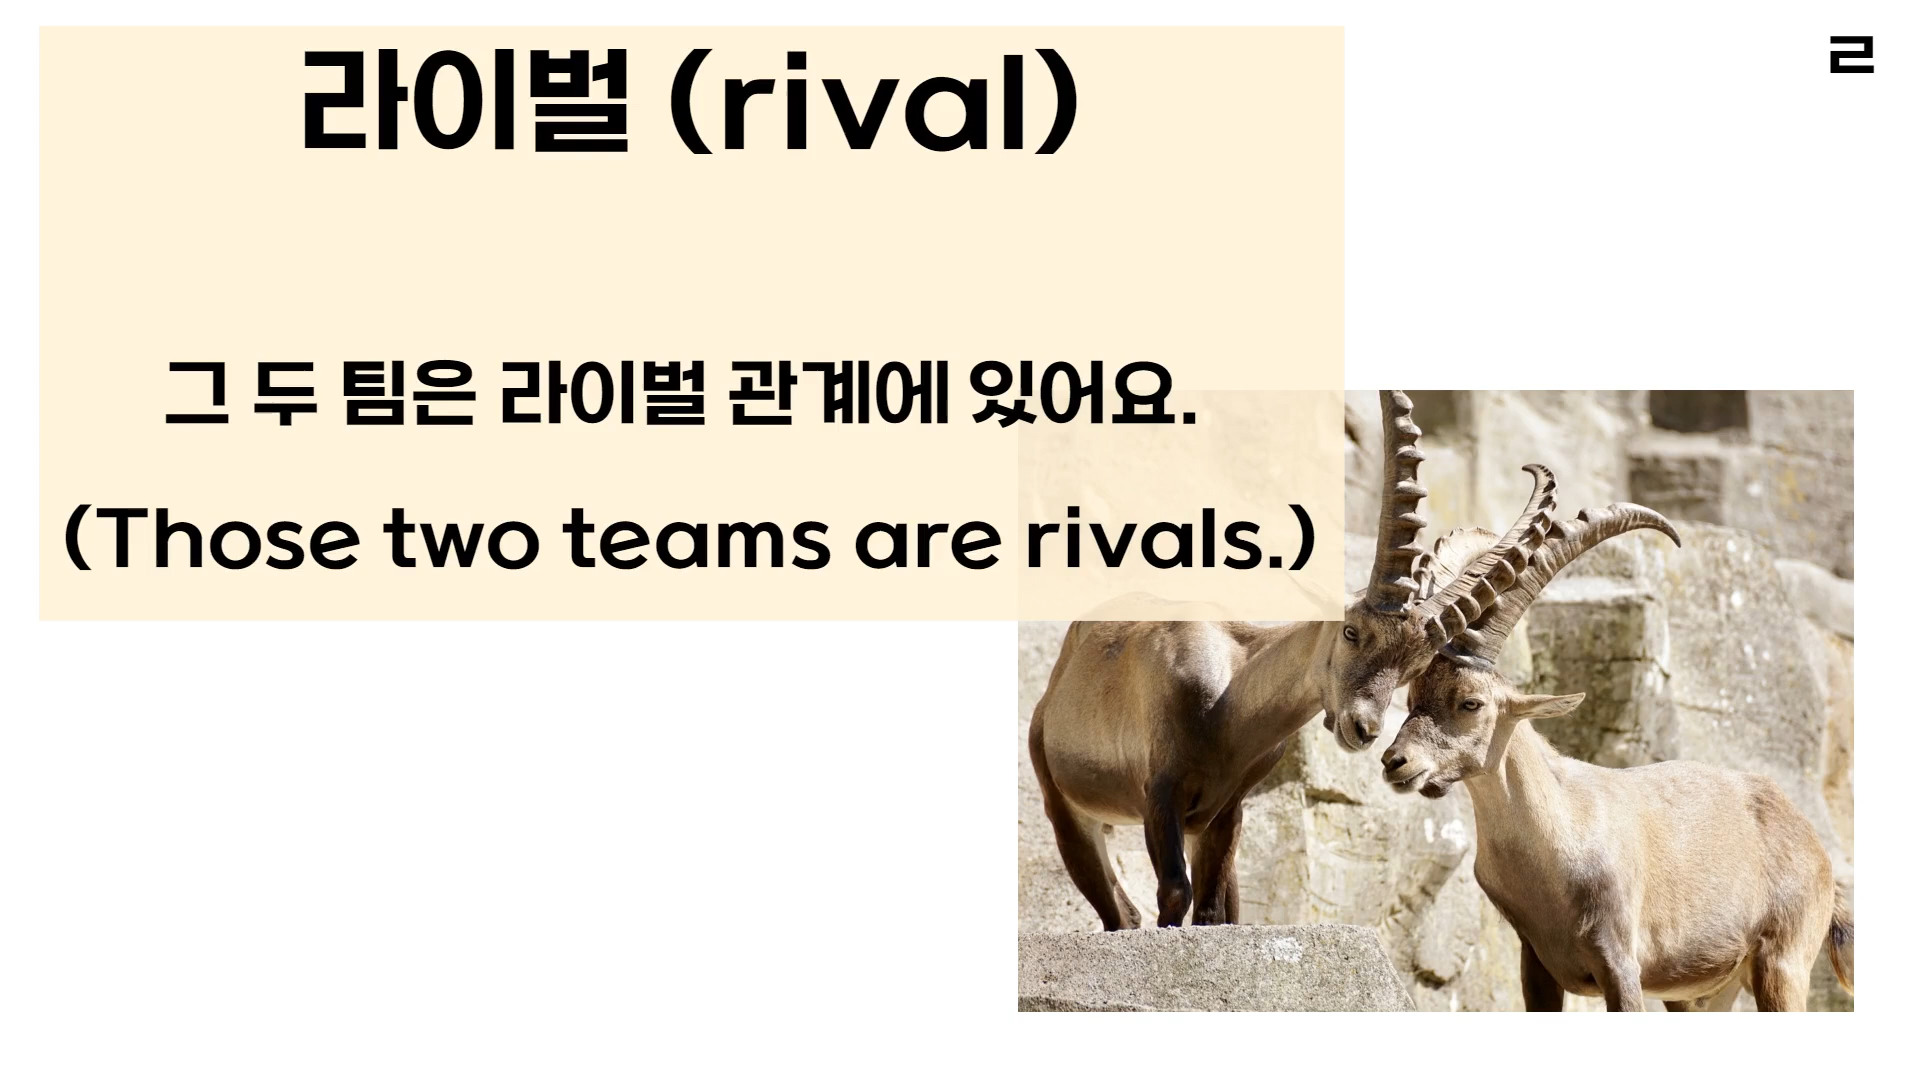 라이벌 (rival)
ㄹ
그 두 팀은 라이벌 관계에 있어요.
(Those two teams are rivals.)